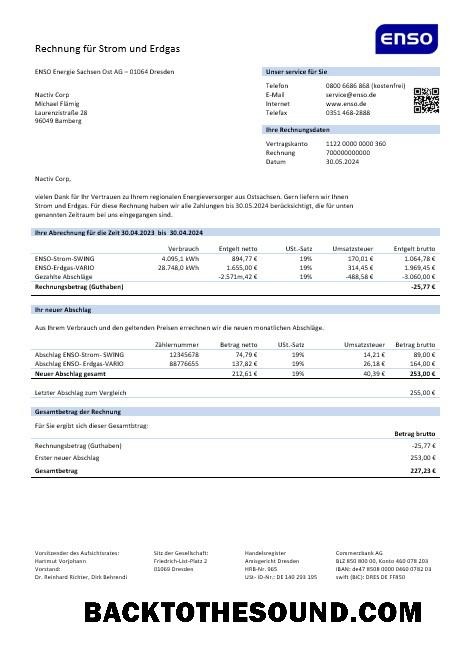 enso
Rechnung für Strom und Erdgas
ENSO Energie Sachsen Ost AG – 01064 Dresden
Nactiv Corp
Michael Flämig
Laurenzistraße 28
96049 Bamberg
Unser service für Sie
Telefon 0800 6686 868 (kostenfrei)
E-Mail service@enso.de
Internet www.enso.de
Telefax 0351 468-2888
Ihre Rechnungsdaten
Vertragskonto 1122 0000 0000 360
Rechnung 700000000000
Datum 30.05.2024
Nactiv Corp,
vielen Dank für Ihr Vertrauen zu Ihrem regionalen Energieversorger aus Ostsachsen. Gern liefern wir Ihnen
Strom und Erdgas. Für diese Rechnung haben wir alle Zahlungen bis 30.05.2024 berücksichtigt, die für unten
genannten Zeitraum bei uns eingegangen sind.
Ihre Abrechnung für die Zeit 30.04.2023 bis 30.04.2024
Verbrauch Entgelt netto USt.-Satz Umsatzsteuer Entgelt brutto
ENSO-Strom-SWING 4.095,1 kWh 894,77 € 19% 170,01 € 1.064,78 €
ENSO-Erdgas-VARIO 28.748,0 kWh 1.655,00 € 19% 314,45 € 1.969,45 €
Gezahlte Abschläge -2.571m,42 € 19% -488,58 € -3.060,00 €
Rechnungsbetrag (Guthaben) -25,77 €
Ihr neuer Abschlag
Aus Ihrem Verbrauch und den geltenden Preisen errechnen wir die neuen monatlichen Abschläge.
Zählernummer Betrag netto USt.-Satz Umsatzsteuer Betrag brutto
Abschlag ENSO-Strom- SWING 12345678 74,79 € 19% 14,21 € 89,00 €
Abschlag ENSO- Erdgas-VARIO 88776655 137,82 € 19% 26,18 € 164,00 €
Neuer Abschlag gesamt 212,61 € 19% 40,39 € 253,00 €
Letzter Abschlag zum Vergleich 255,00 €
Gesamtbetrag der Rechnung
Für Sie ergibt sich dieser Gesamtbtrag:
Betrag brutto
Rechnungsbetrag (Guthaben) -25,77 €
Erster neuer Abschlag 253,00 €
Gesamtbetrag 227,23 €
Vorsitzender des Aufsichtsrates:
Hartmut Vorjohann
Vorstand:
Dr. Reinhard Richter, Dirk Behrendi
Sitz der Gesellschaft:
Friedrich-List-Platz 2
01069 Dresden
Handelsregister
Amtsgericht Dresden
HRB-Nr. 965
USt- ID-Nr.: DE 140 293 195
Commerzbank AG
BLZ 850 800 00, Konto 460 078 203
IBAN: de47 8508 0000 0460 0782 03
swift (BIC): DRES DE FF850
BACKTOTHESOUND.COM